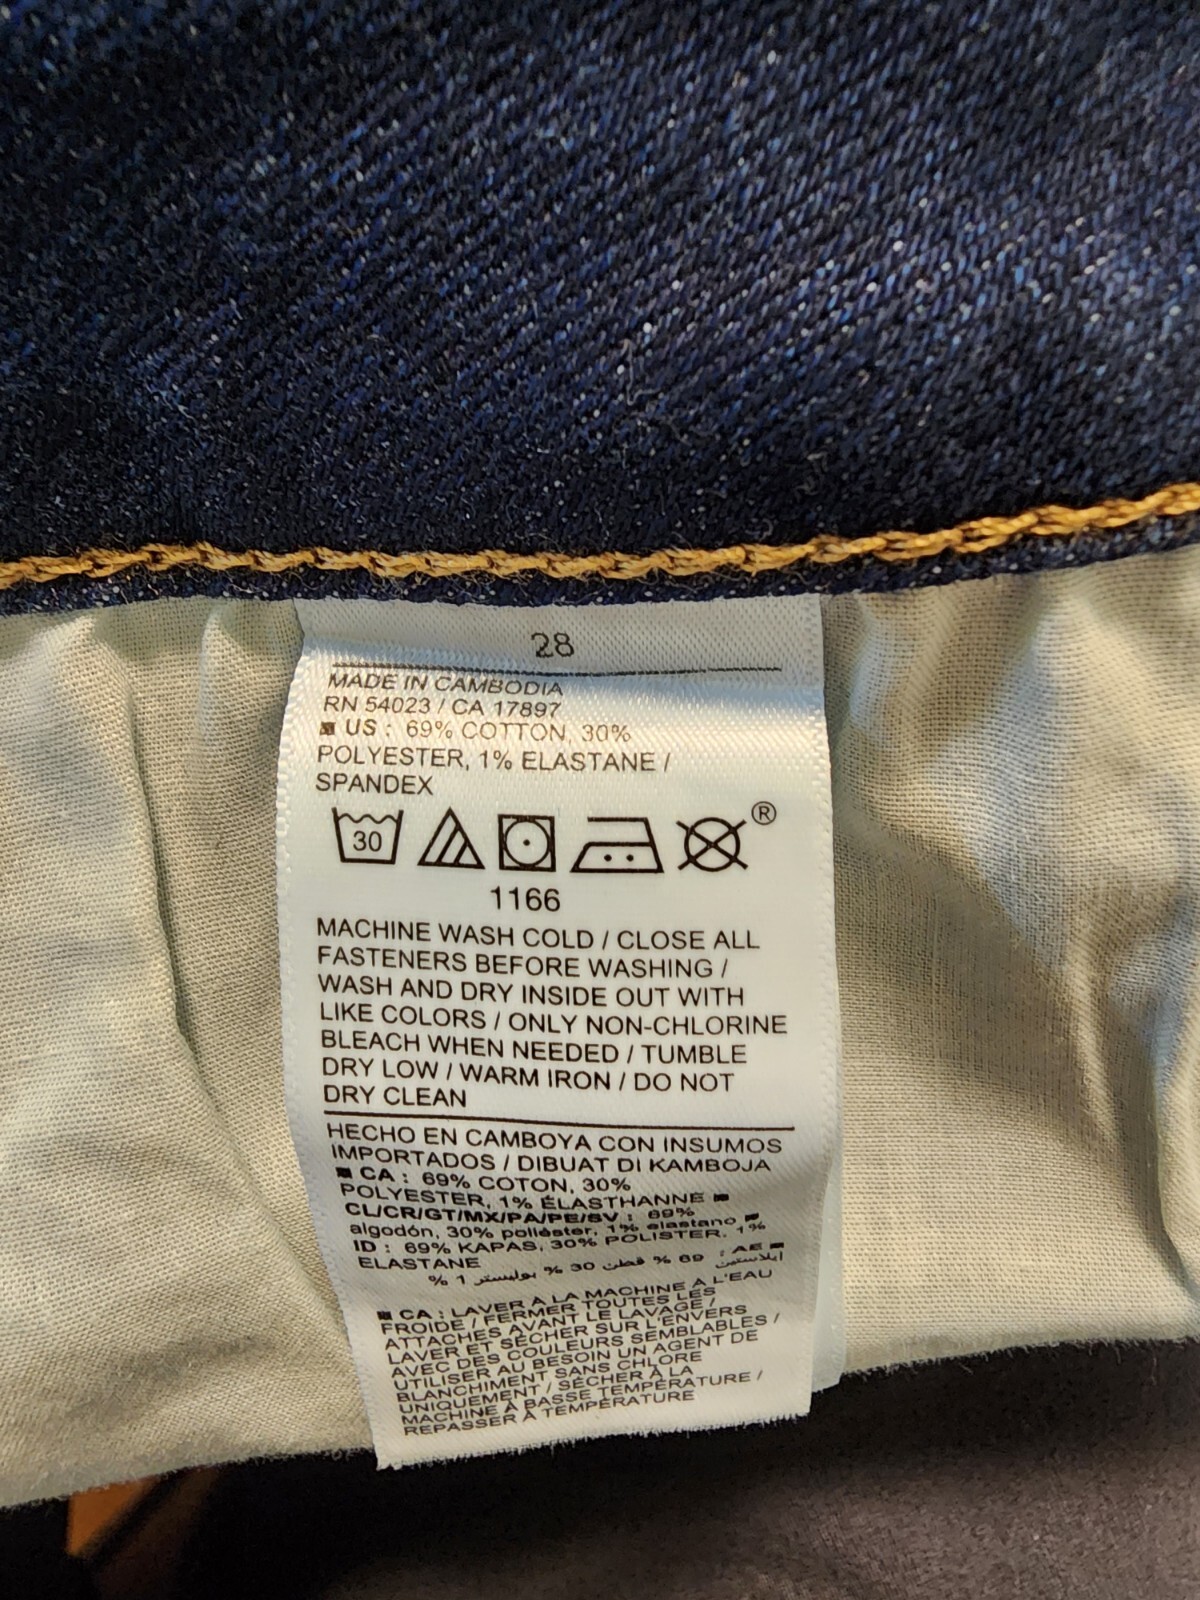 28
MADE IN CAMBODIA
RN 54023 / CA 17897
■ US : 69% COTTON, 30%
POLYESTER, 1% ELASTANE /
SPANDEX
30
®
1166
MACHINE WASH COLD / CLOSE ALL
FASTENERS BEFORE WASHING /
WASH AND DRY INSIDE OUT WITH
LIKE COLORS / ONLY NON-CHLORINE
BLEACH WHEN NEEDED / TUMBLE
DRY LOW / WARM IRON / DO NOT
DRY CLEAN
HECHO EN CAMBOYA CON INSUMOS
IMPORTADOS / DIBUAT DI KAMBOJA
■ CA : 69% COTON, 30%
POLYESTER, 1% ÉLASTHANNE ■
CL/CR/GT/MX/PA/PE/SV : 69%
algodón, 30% poliéster, 1% elastano ■
ID : 69% KAPAS, 30% POLISTER, 1%
ELASTANE
■ AE : 69 % قطن 30 % بوليستر 1 %
■ CA : LAVER À LA MACHINE À L'EAU
FROIDE / FERMER TOUTES LES
ATTACHES AVANT LE LAVAGE /
LAVER ET SÉCHER SUR L'ENVERS
AVEC DES COULEURS SEMBLABLES /
UTILISER AU BESOIN UN AGENT DE
BLANCHIMENT SANS CHLORE
UNIQUEMENT / SÉCHER À LA
MACHINE À BASSE TEMPÉRATURE /
REPASSER À TEMPÉRATURE